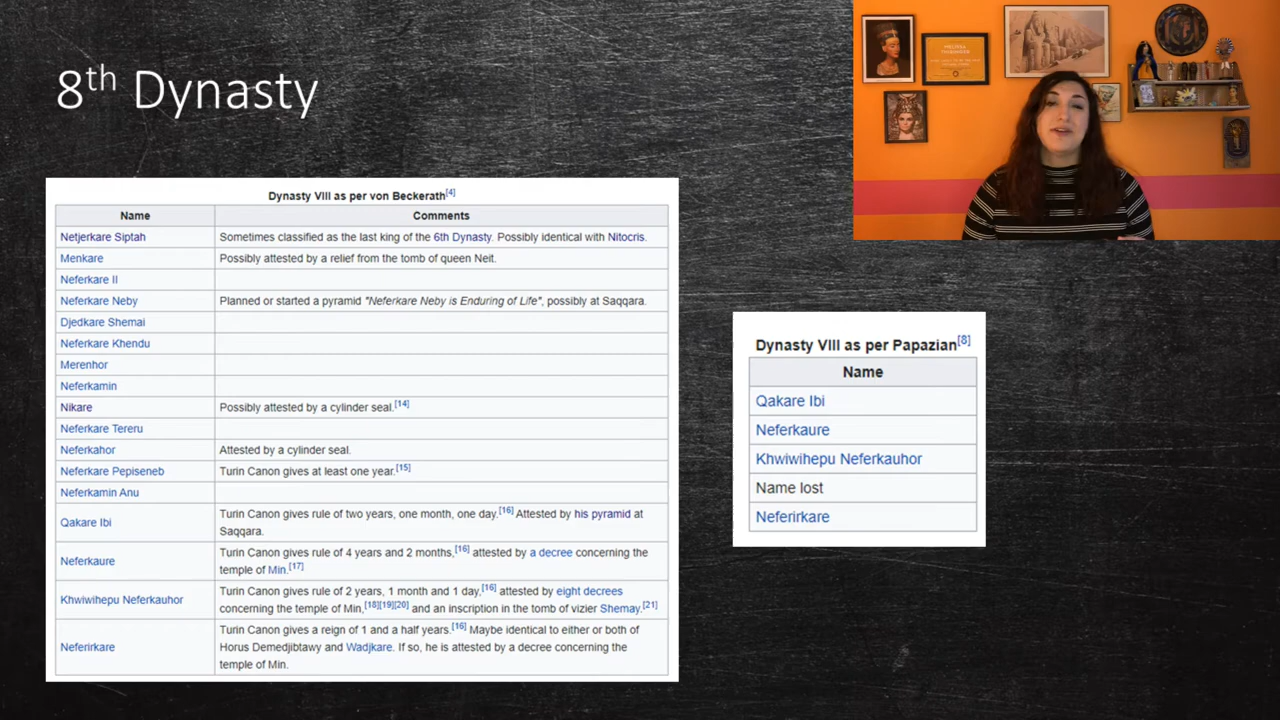 8th Dynasty
Dynasty VIII as per von Beckerath[4]
Name Comments
Netjerkare Siptah Sometimes classified as the last king of the 6th Dynasty. Possibly identical with Nitocris.
Menkare Possibly attested by a relief from the tomb of queen Neit.
Neferkare II
Neferkare Neby Planned or started a pyramid "Neferkare Neby is Enduring of Life", possibly at Saqqara.
Djedkare Shemai
Neferkare Khendu
Merenhor
Neferkamin
Nikare Possibly attested by a cylinder seal.[14]
Neferkare Tereru
Neferkahor Attested by a cylinder seal.
Neferkare Pepiseneb Turin Canon gives at least one year.[15]
Neferkamin Anu
Qakare Ibi Turin Canon gives rule of two years, one month, one day.[16] Attested by his pyramid at
Saqqara.
Neferkaure Turin Canon gives rule of 4 years and 2 months,[16] attested by a decree concerning the
temple of Min.[17]
Khwiwihepu Neferkauhor Turin Canon gives rule of 2 years, 1 month and 1 day,[16] attested by eight decrees
concerning the temple of Min,[18][19][20] and an inscription in the tomb of vizier Shemay.[21]
Neferirkare Turin Canon gives a reign of 1 and a half years.[16] Maybe identical to either or both of
Horus Demedjibtawy and Wadjkare. If so, he is attested by a decree concerning the
temple of Min.
Dynasty VIII as per Papazian[8]
Name
Qakare Ibi
Neferkaure
Khwiwihepu Neferkauhor
Name lost
Neferirkare